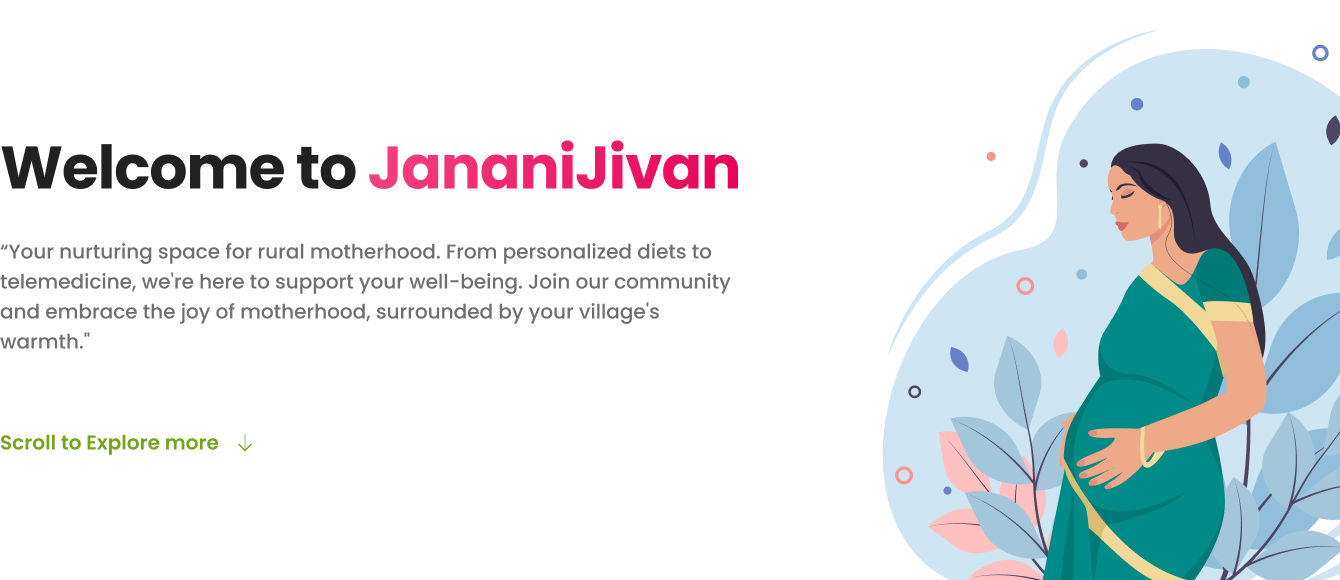 Welcome to JananiJivan
“Your nurturing space for rural motherhood. From personalized diets to
telemedicine, we're here to support your well-being. Join our community
and embrace the joy of motherhood, surrounded by your village's
warmth."
Scroll to Explore more